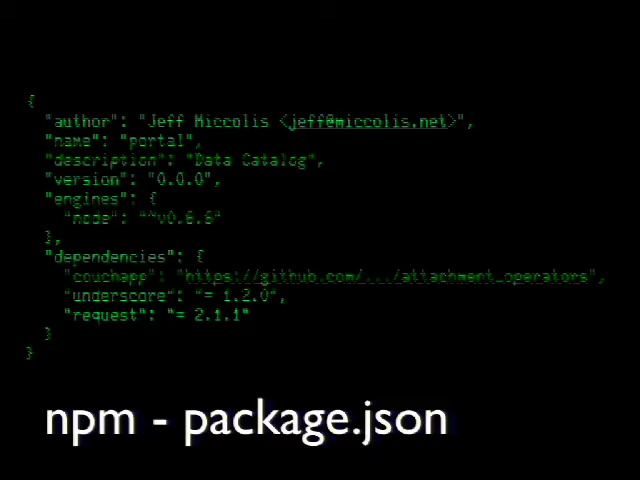 {
"author": "Jeff Miccolis <jeff@miccolis.net>",
"name": "portal",
"description": "Data Catalog",
"version": "0.0.0",
"engines": {
"node": "~v0.6.6"
},
"dependencies": {
"couchapp": "https://github.com/.../attachment_operators",
"underscore": "= 1.2.0",
"request": "= 2.1.1"
}
}
npm - package.json